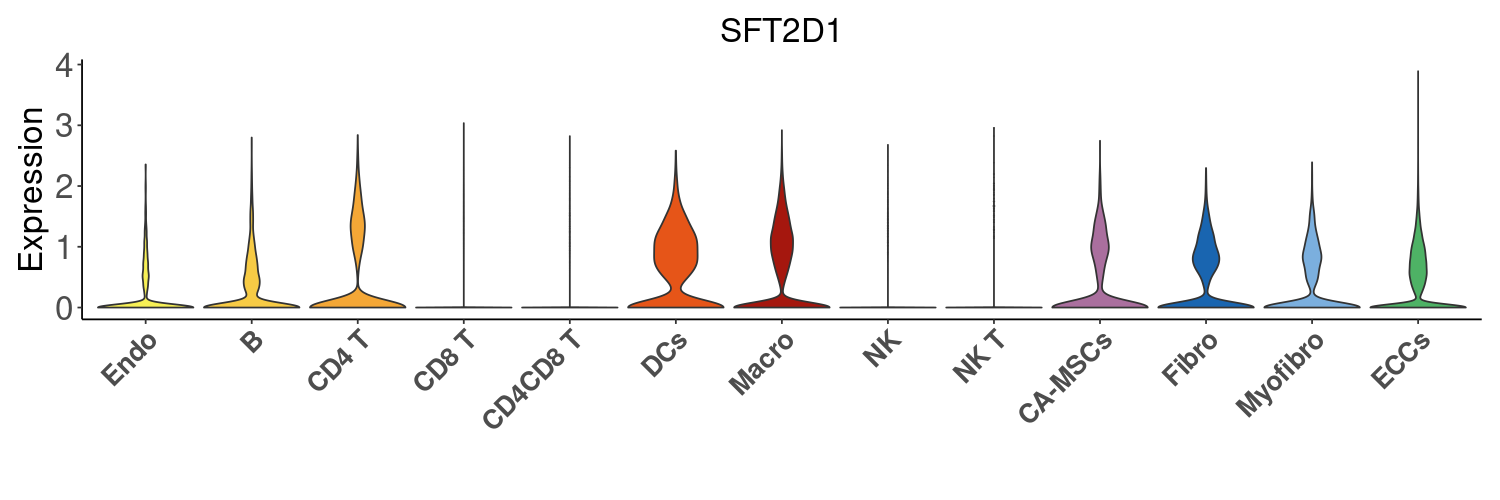 SFT2D1
Expression
4
3
2
1
0
Endo
B
CD4 T
CD8 T
CD4CD8 T
DCs
Macro
NK
NK T
CA-MSCs
Fibro
Myofibro
ECCs